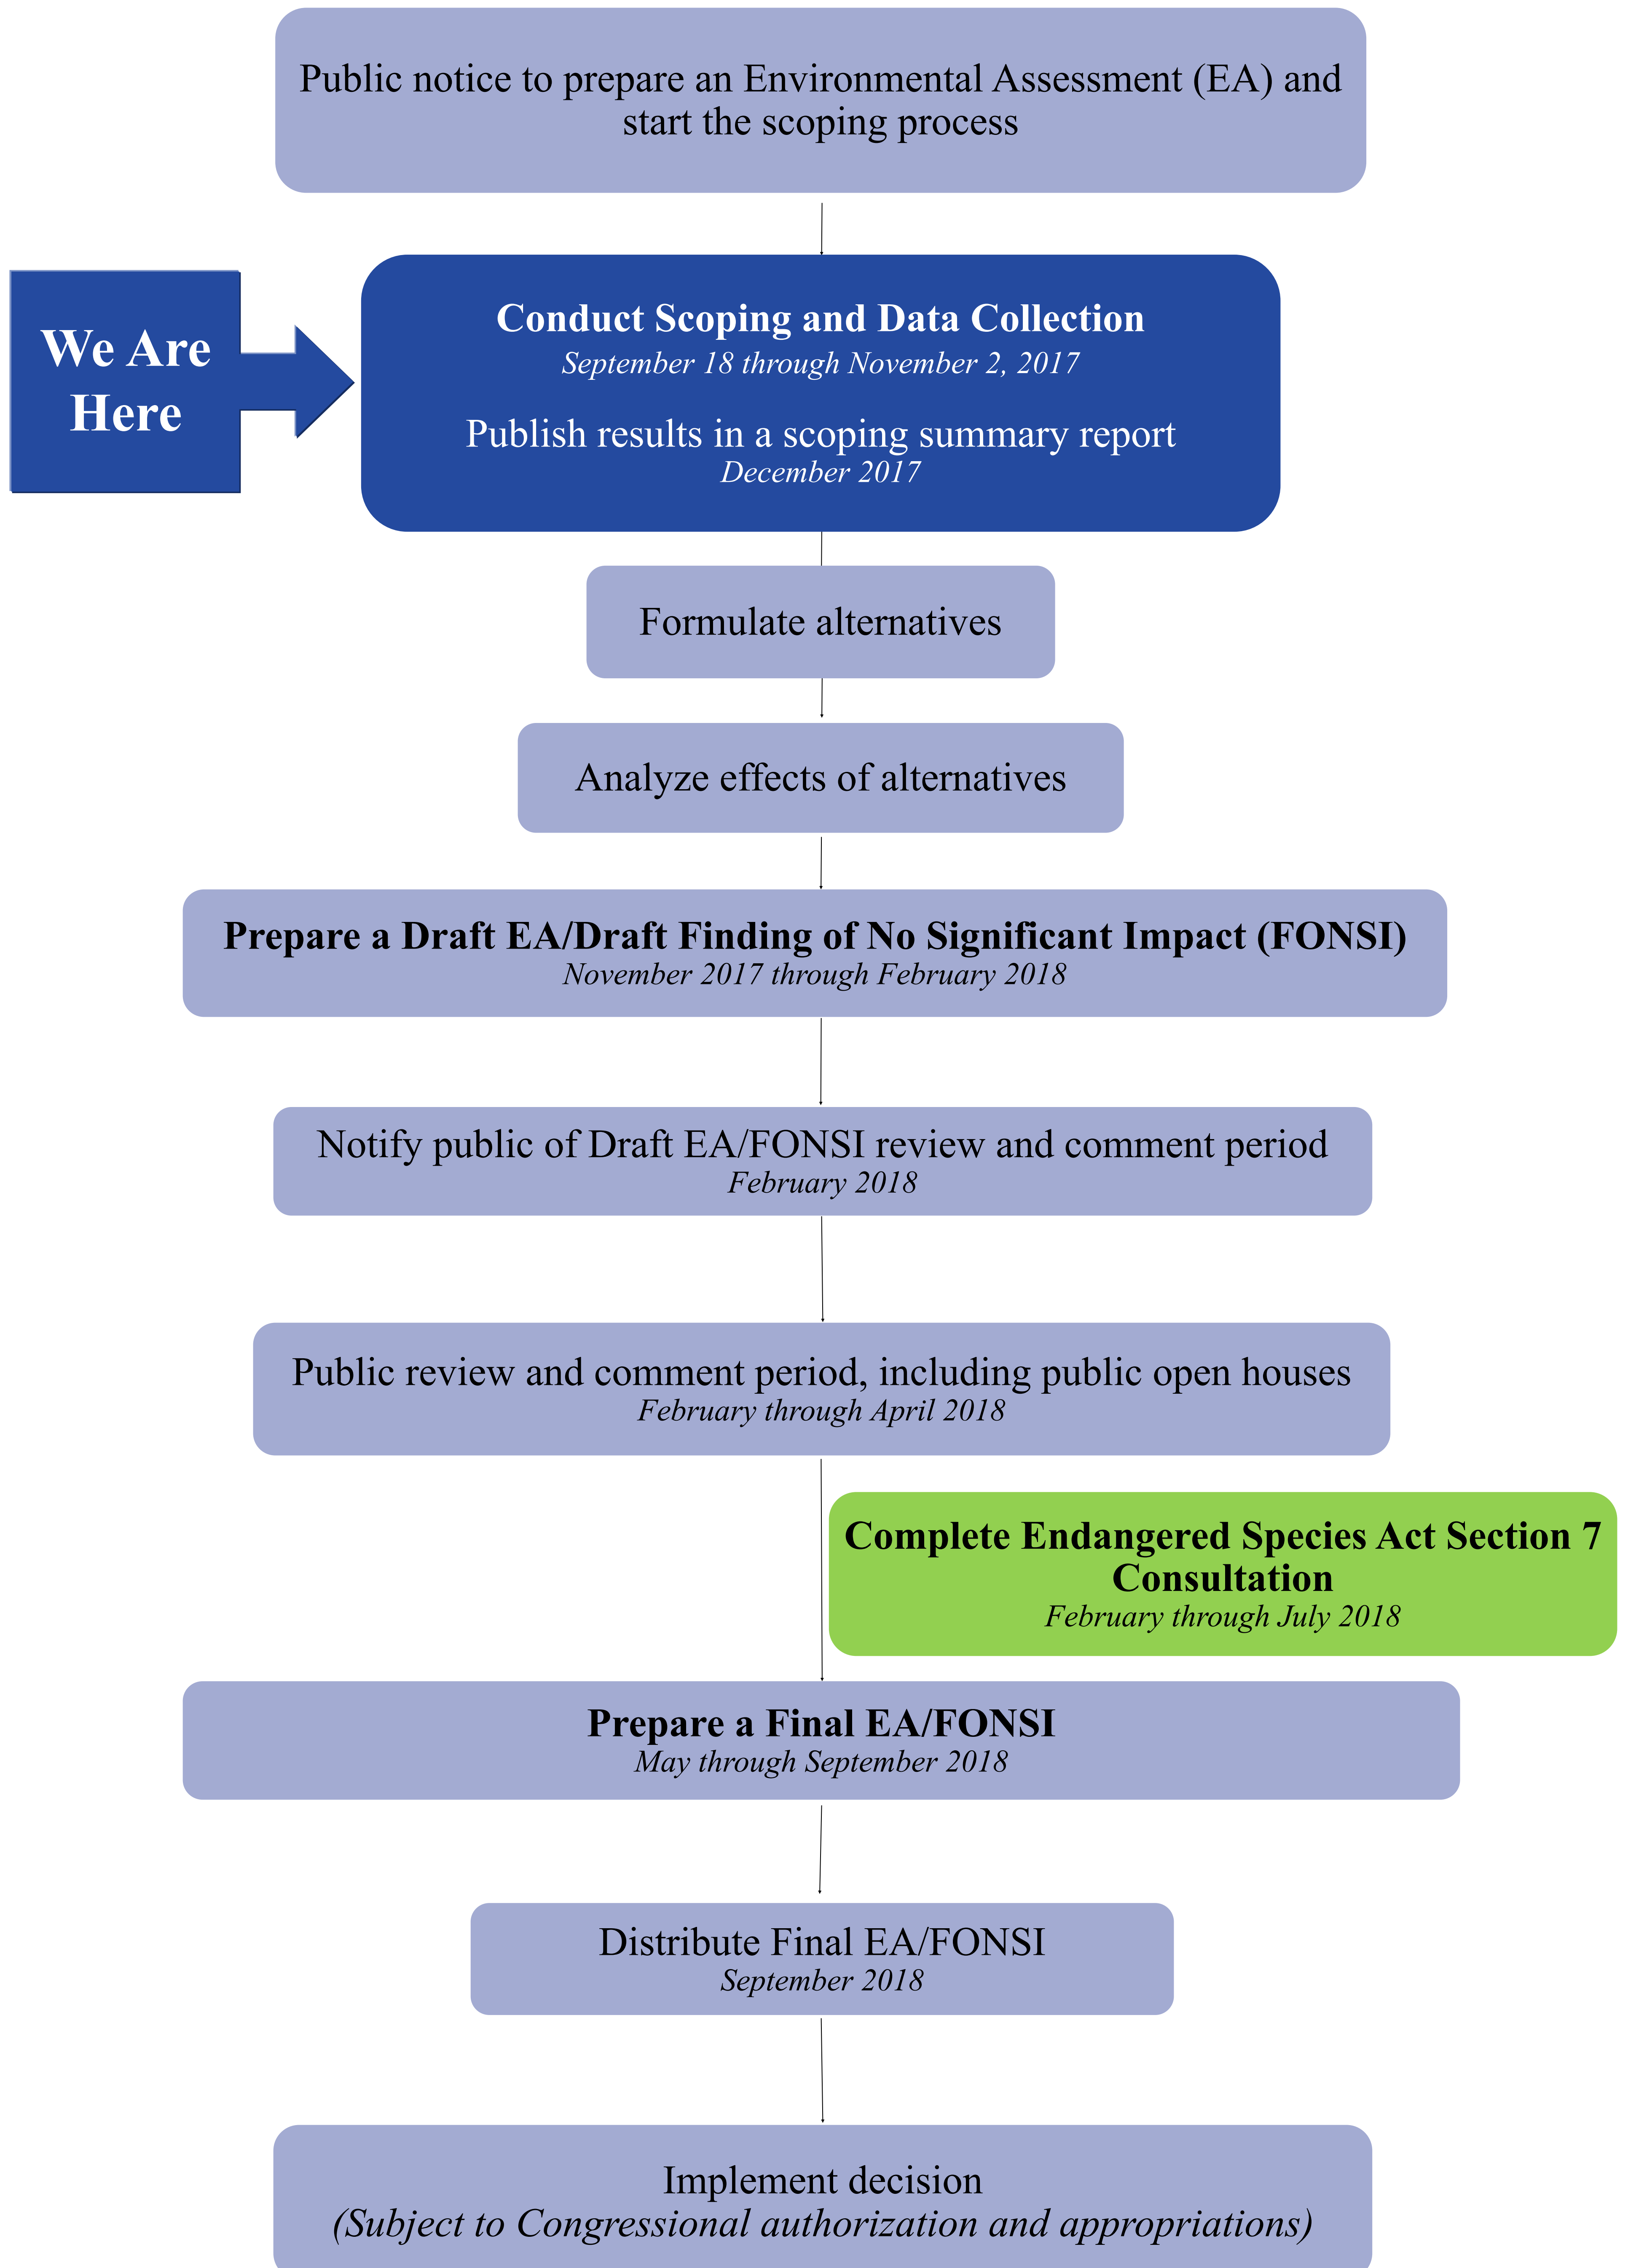 Public notice to prepare an Environmental Assessment (EA) and
start the scoping process
We Are
Here
Conduct Scoping and Data Collection
September 18 through November 2, 2017
Publish results in a scoping summary report
December 2017
Formulate alternatives
Analyze effects of alternatives
Prepare a Draft EA/Draft Finding of No Significant Impact (FONSI)
November 2017 through February 2018
Notify public of Draft EA/FONSI review and comment period
February 2018
Public review and comment period, including public open houses
February through April 2018
Complete Endangered Species Act Section 7
Consultation
February through July 2018
Prepare a Final EA/FONSI
May through September 2018
Distribute Final EA/FONSI
September 2018
Implement decision
(Subject to Congressional authorization and appropriations)